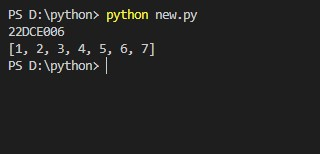 PS D:\python> python new.py
22DCE006
[1, 2, 3, 4, 5, 6, 7]
PS D:\python>